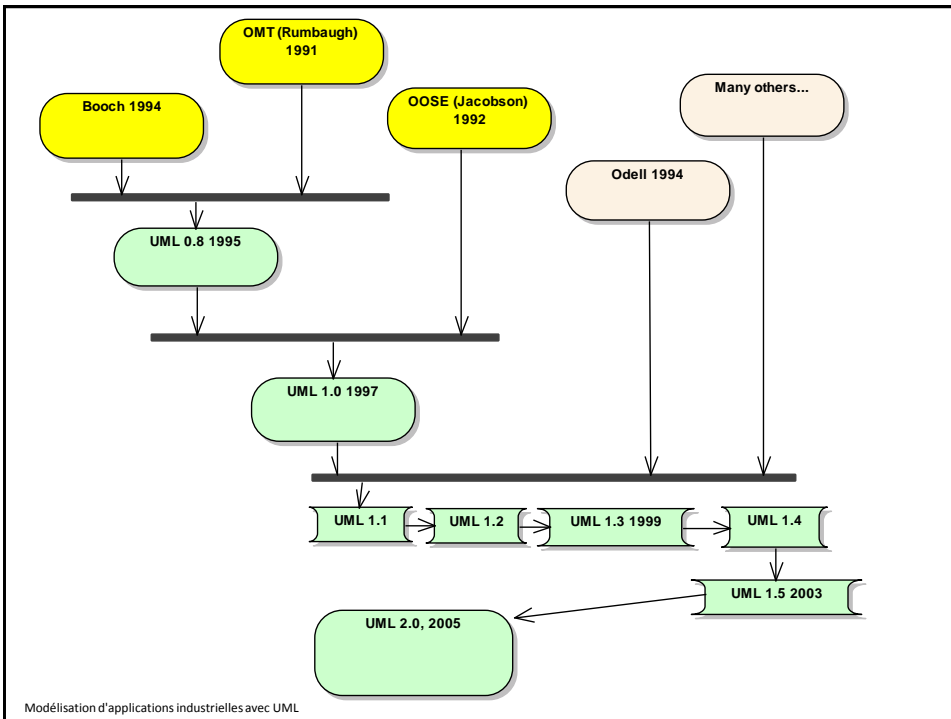 OMT (Rumbaugh)
1991
Booch 1994
OOSE (Jacobson)
1992
Many others...
Odell 1994
UML 0.8 1995
UML 1.0 1997
UML 1.1
UML 1.2
UML 1.3 1999
UML 1.4
UML 1.5 2003
UML 2.0, 2005
Modélisation d'applications industrielles avec UML